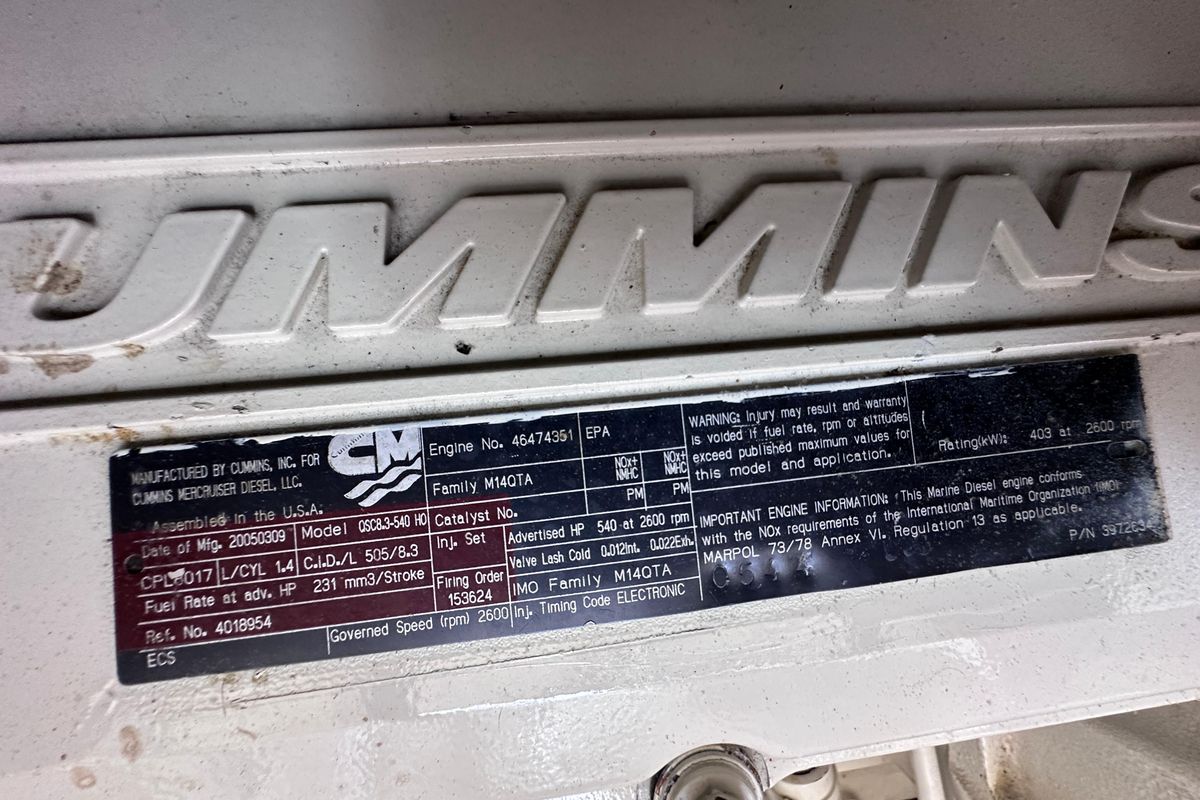 CUMMINS
MANUFACTURED BY CUMMINS, INC. FOR
CUMMINS MERCRUISER DIESEL, LLC.
Assembled in the U.S.A.
Cummins
CM
Engine No. 46474351
Family M14QTA
EPA
NOx+
NMHC
NOx+
NMHC
PM
PM
Date of Mfg. 20050309
Model QSC8.3-540 HO
Catalyst No.
L/CYL 1.4
C.I.D./L 505/8.3
Inj. Set
Advertised HP 540 at 2600 rpm
Fuel Rate at adv. HP 231 mm3/Stroke
Firing Order
153624
Valve Lash Cold 0.012Int. 0.022Exh.
IMO Family M14QTA
Ref. No. 4018954
ECS
Governed Speed (rpm) 2600
Inj. Timing Code ELECTRONIC
WARNING: Injury may result and warranty
is voided if fuel rate, rpm or altitudes
exceed published maximum values for
this model and application.
Rating(kW): 403 at 2600 rpm
IMPORTANT ENGINE INFORMATION: This Marine Diesel engine conforms
with the NOx requirements of the International Maritime Organization (IMO)
MARPOL 73/78 Annex VI. Regulation 13 as applicable.
P/N